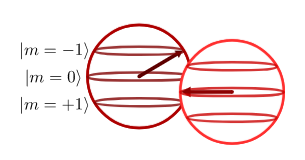 |m = −1⟩
|m = 0⟩
|m = +1⟩